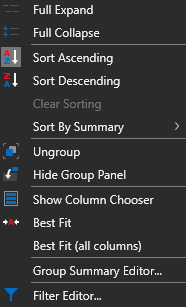 Full Expand
Full Collapse
Sort Ascending
Sort Descending
Clear Sorting
Sort By Summary
Ungroup
Hide Group Panel
Show Column Chooser
Best Fit
Best Fit (all columns)
Group Summary Editor...
Filter Editor...